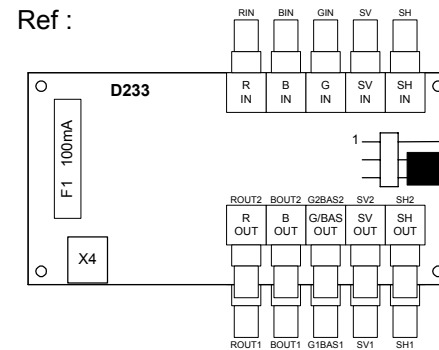 Ref :
RIN BIN GIN SV SH
D233
R IN
B IN
G IN
SV IN
SH IN
F1 100mA
1
ROUT2 BOUT2 G2BAS2 SV2 SH2
R OUT
B OUT
G/BAS OUT
SV OUT
SH OUT
X4
ROUT1 BOUT1 G1BAS1 SV1 SH1